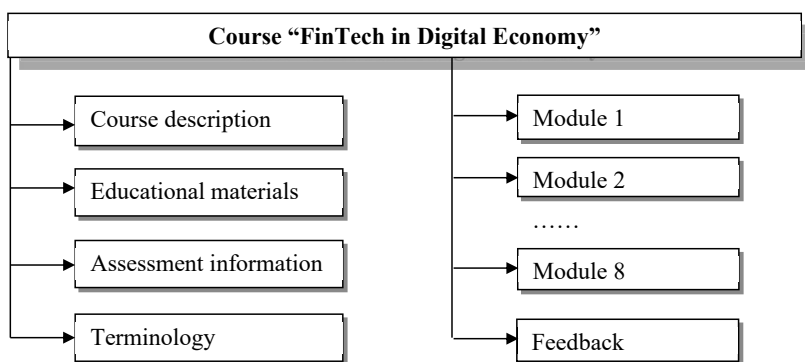 Course “FinTech in Digital Economy”
Course description
Educational materials
Assessment information
Terminology
Module 1
Module 2
……
Module 8
Feedback